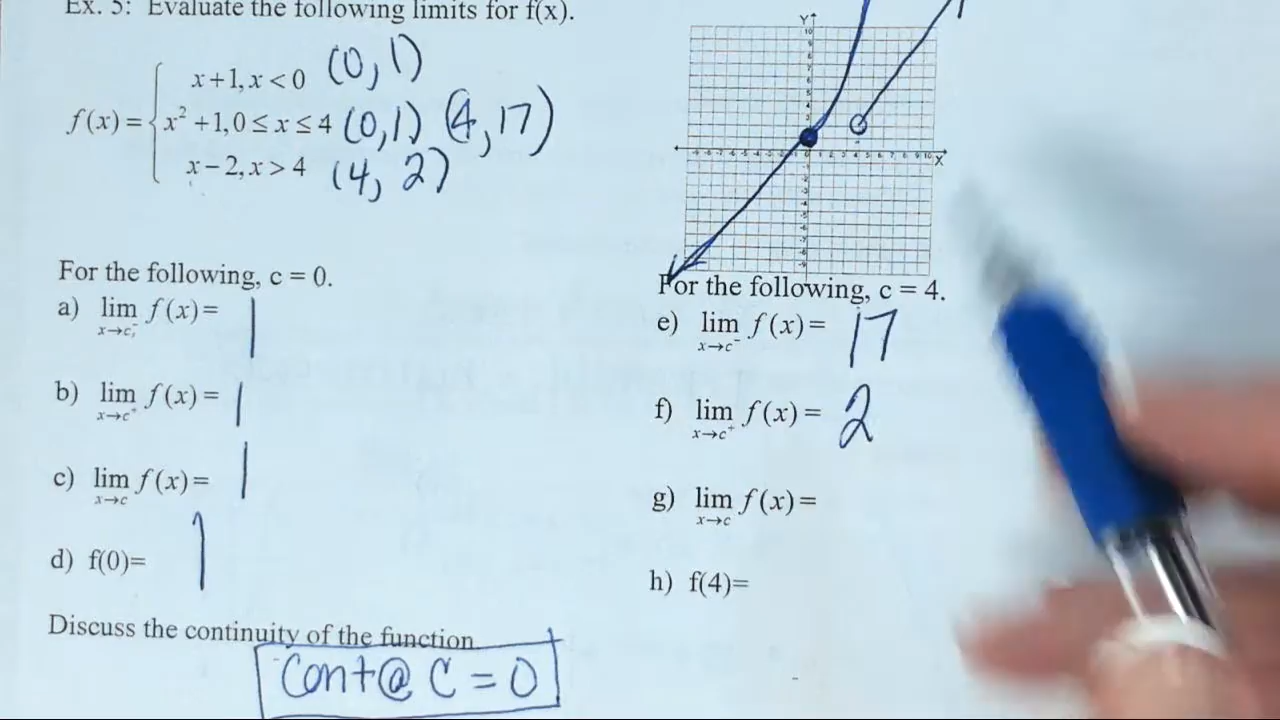 Ex. 5: Evaluate the following limits for f(x).
x+1, x < 0 (0, 1)
f(x) = { x² +1, 0 ≤ x ≤ 4 (0,1) (4, 17)
x − 2, x > 4 (4, 2)
Y
X
For the following, c = 0.
a) lim x→c⁻ f(x) = 1
b) lim x→c⁺ f(x) = 1
c) lim x→c f(x) = 1
d) f(0)= 1
Discuss the continuity of the function
Cont@ C = 0
For the following, c = 4.
e) lim x→c⁻ f(x) = 17
f) lim x→c⁺ f(x) = 2
g) lim x→c f(x) =
h) f(4)=